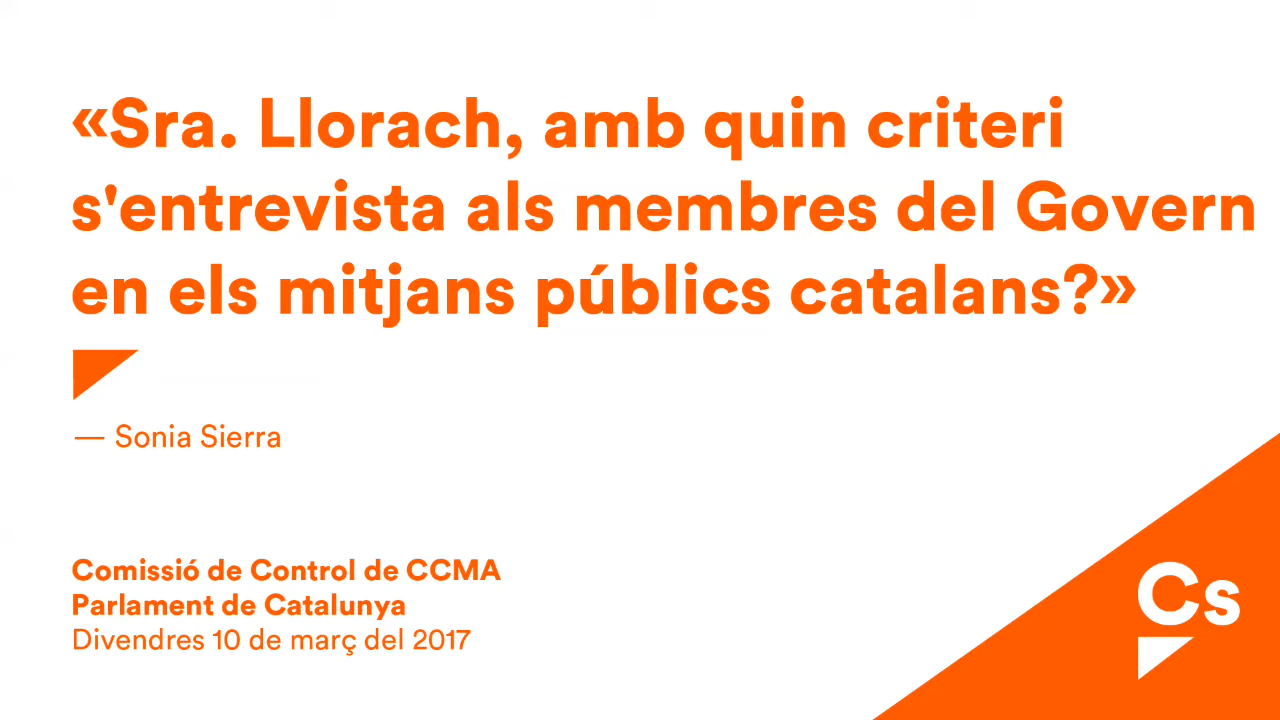 «Sra. Llorach, amb quin criteri
s'entrevista als membres del Govern
en els mitjans públics catalans?»
— Sonia Sierra
Comissió de Control de CCMA
Parlament de Catalunya
Divendres 10 de març del 2017
Cs